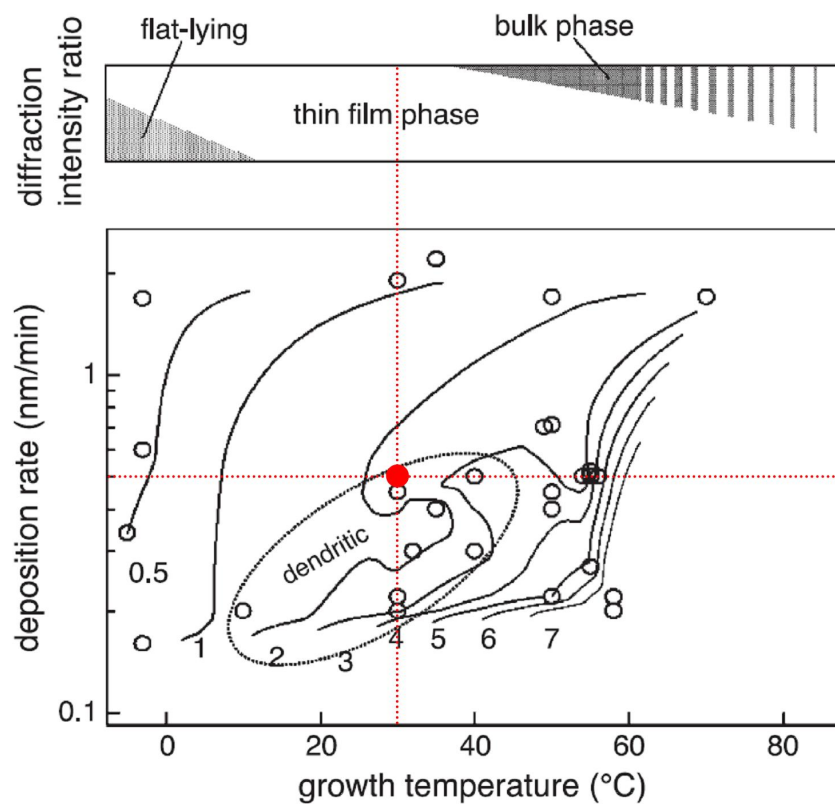 flat-lying
bulk phase
thin film phase
diffraction
intensity ratio
deposition rate (nm/min)
1
0.1
dendritic
0.5
1
2
3
4
5
6
7
0
20
40
60
80
growth temperature (°C)